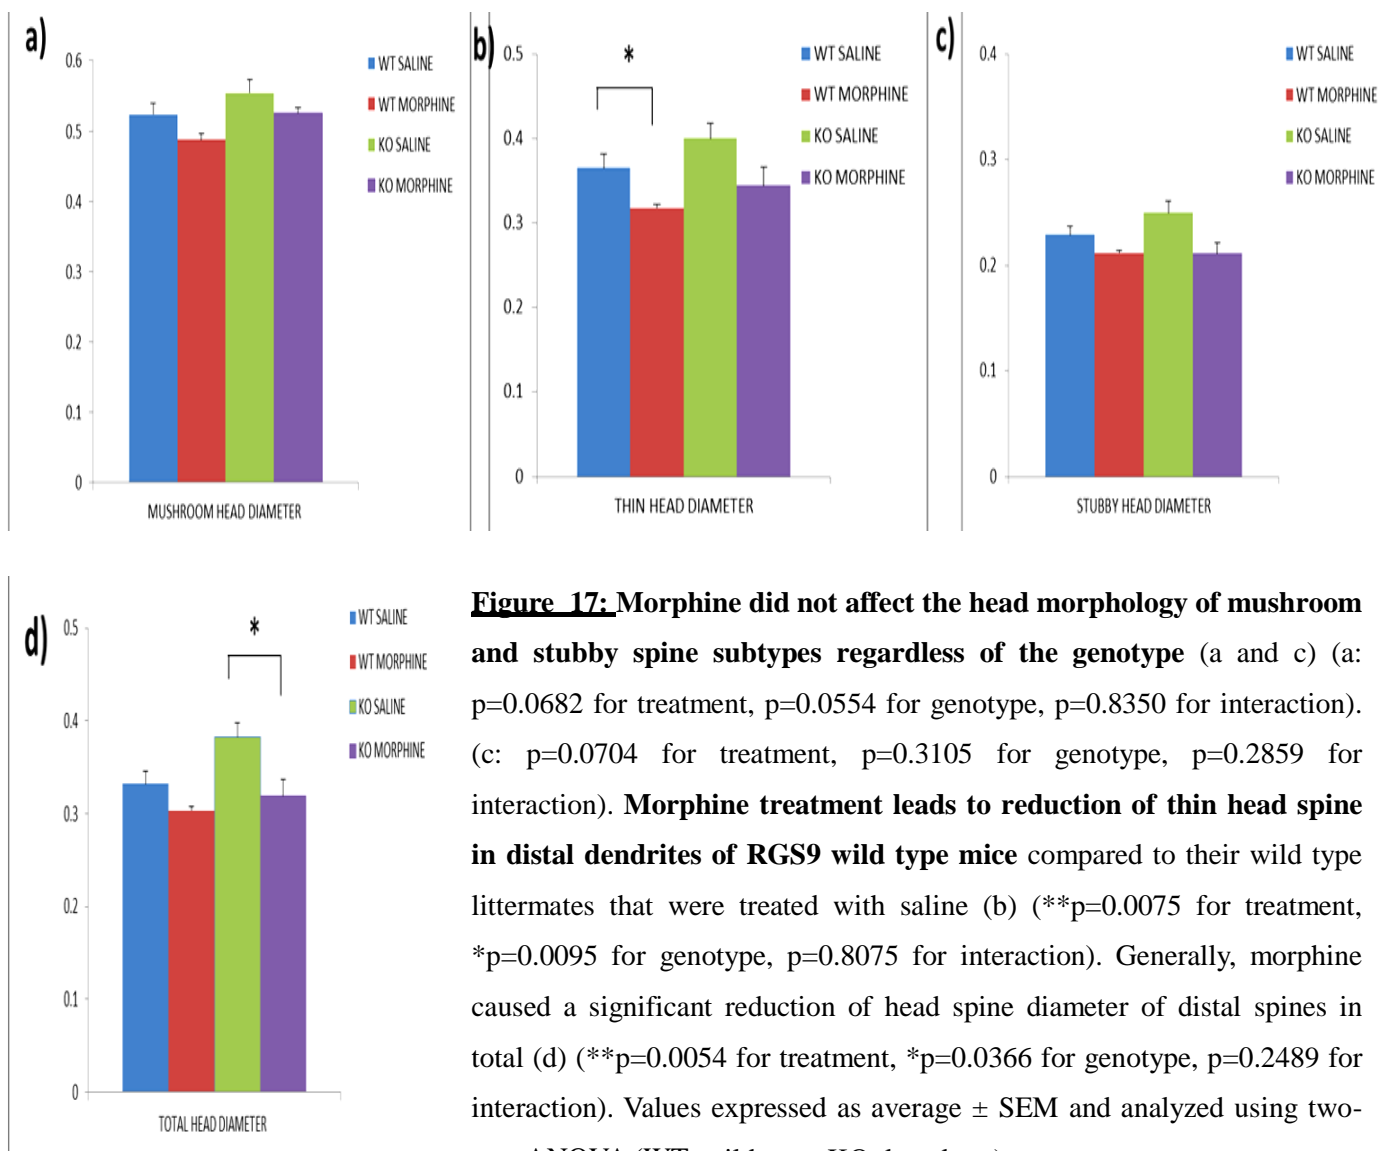 a)
0.6
0.5
0.4
0.3
0.2
0.1
0
MUSHROOM HEAD DIAMETER
WT SALINE
WT MORPHINE
KO SALINE
KO MORPHINE
b)
0.5
0.4
0.3
0.2
0.1
0
*
THIN HEAD DIAMETER
WT SALINE
WT MORPHINE
KO SALINE
KO MORPHINE
c)
0.4
0.3
0.2
0.1
0
STUBBY HEAD DIAMETER
WT SALINE
WT MORPHINE
KO SALINE
KO MORPHINE
d)
0.5
0.4
0.3
0.2
0.1
0
*
TOTAL HEAD DIAMETER
WT SALINE
WT MORPHINE
KO SALINE
KO MORPHINE
Figure 17: Morphine did not affect the head morphology of mushroom
and stubby spine subtypes regardless of the genotype (a and c) (a:
p=0.0682 for treatment, p=0.0554 for genotype, p=0.8350 for interaction).
(c: p=0.0704 for treatment, p=0.3105 for genotype, p=0.2859 for
interaction). Morphine treatment leads to reduction of thin head spine
in distal dendrites of RGS9 wild type mice compared to their wild type
littermates that were treated with saline (b) (**p=0.0075 for treatment,
*p=0.0095 for genotype, p=0.8075 for interaction). Generally, morphine
caused a significant reduction of head spine diameter of distal spines in
total (d) (**p=0.0054 for treatment, *p=0.0366 for genotype, p=0.2489 for
interaction). Values expressed as average ± SEM and analyzed using two-
ANOVA (WT